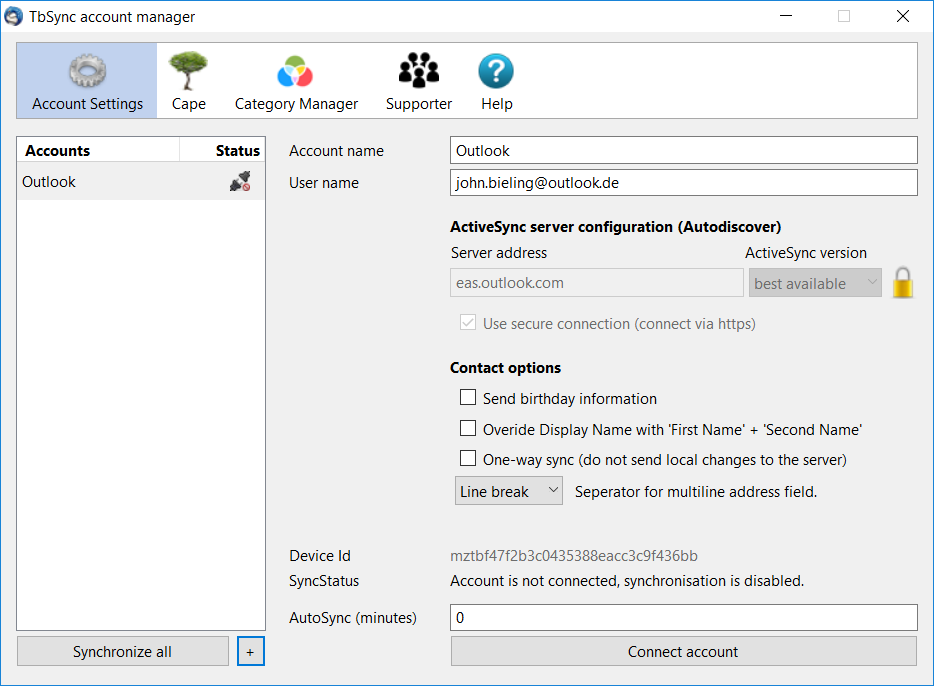 TbSync account manager
Account Settings
Cape
Category Manager
Supporter
Help
Accounts
Status
Outlook
Account name
Outlook
User name
john.bieling@outlook.de
ActiveSync server configuration (Autodiscover)
Server address
ActiveSync version
eas.outlook.com
best available
Use secure connection (connect via https)
Contact options
Send birthday information
Overide Display Name with 'First Name' + 'Second Name'
One-way sync (do not send local changes to the server)
Line break
Seperator for multiline address field.
Device Id
mztbf47f2b3c0435388eacc3c9f436bb
SyncStatus
Account is not connected, synchronisation is disabled.
AutoSync (minutes)
0
Synchronize all
+
Connect account